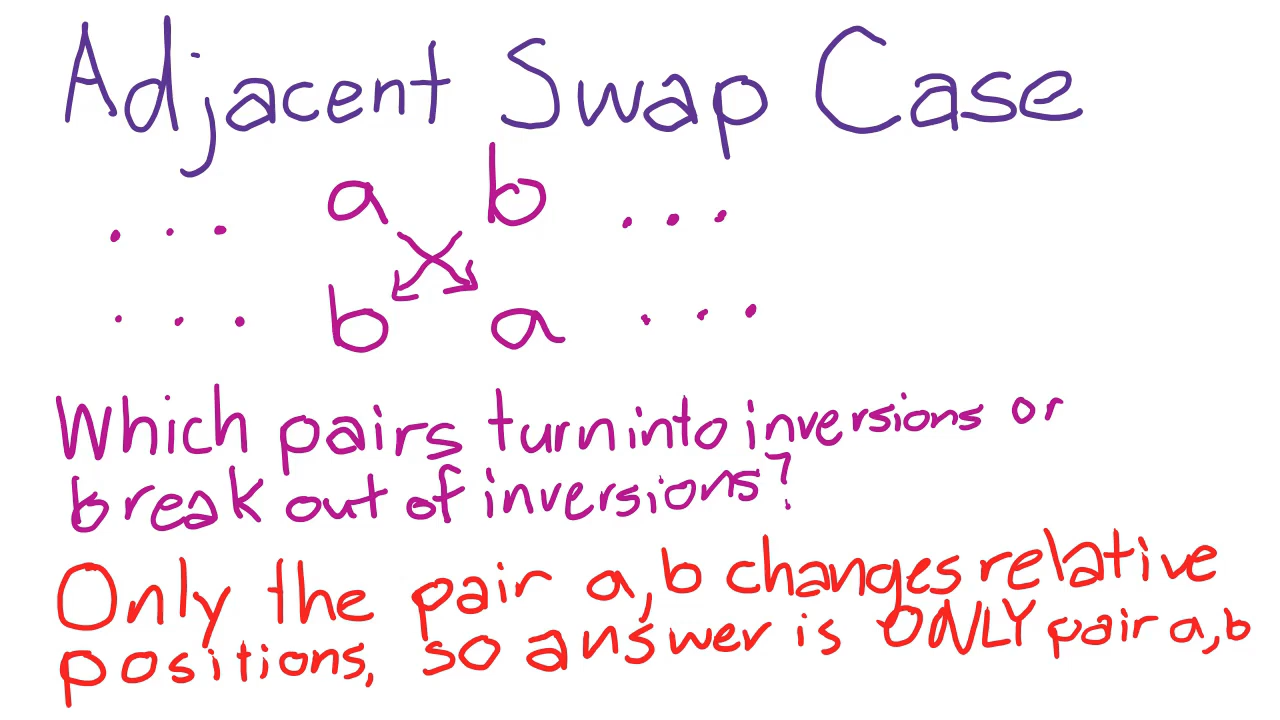 Adjacent Swap Case
... a b ...
... b a ...
Which pairs turn into inversions or
break out of inversions?
Only the pair a, b changes relative
positions, so answer is ONLY pair a, b